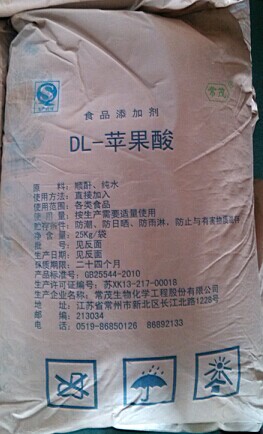 常茂
食品添加剂
DL-苹果酸
原　　料：顺酐、纯水
使用方法：直接加入
使用范围：各类食品
使 用 量：按生产需要适量使用
贮存条件：防潮、防日晒、防雨淋、防止与有害物质混存
净 含 量：25Kg/袋
批　　号：见反面
生产日期：见反面
保质期限：二十四个月
产品标准号：GB25544-2010
生产许可证编号：苏XK13-217-00018
生产企业名称：常茂生物化学工程股份有限公司
地　　址：江苏省常州市新北区长江北路1228号
邮　　编：213034
电　　话：0519-86850126 86892133